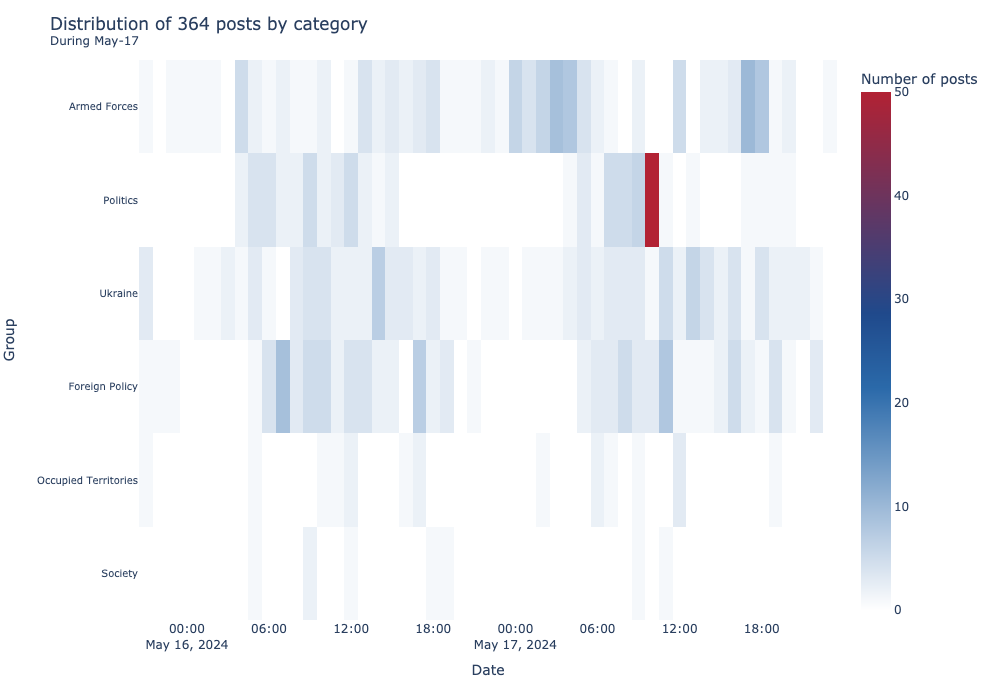 Distribution of 364 posts by category
During May-17
Number of posts
50
40
30
20
10
0
Group
Armed Forces
Politics
Ukraine
Foreign Policy
Occupied Territories
Society
00:00 06:00 12:00 18:00 00:00 06:00 12:00 18:00
May 16, 2024 May 17, 2024
Date